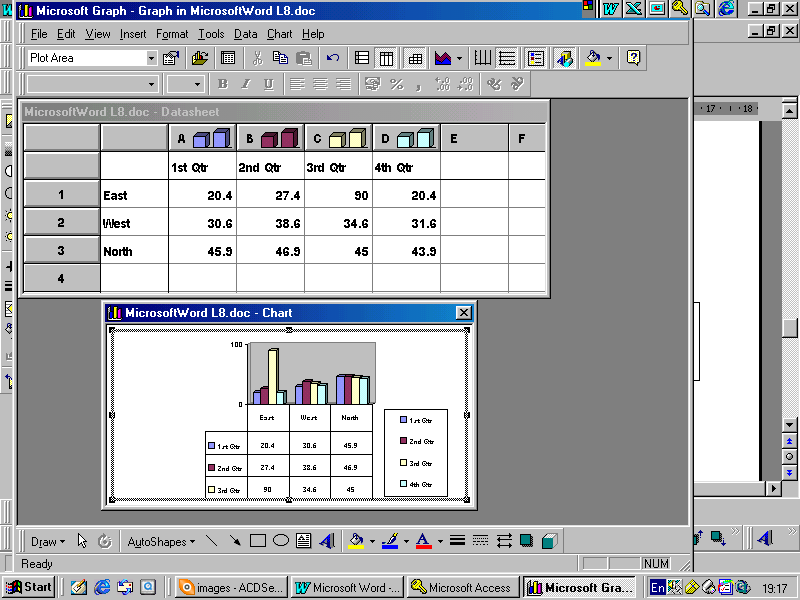 Microsoft Graph - Graph in MicrosoftWord L8.doc
File Edit View Insert Format Tools Data Chart Help
Plot Area
B I U
MicrosoftWord L8.doc - Datasheet
A B C D E F
1st Qtr 2nd Qtr 3rd Qtr 4th Qtr
1 East 20.4 27.4 90 20.4
2 West 30.6 38.6 34.6 31.6
3 North 45.9 46.9 45 43.9
4
17 18
MicrosoftWord L8.doc - Chart
100
0
East West North
1st Qtr 20.4 30.6 45.9
2nd Qtr 27.4 38.6 46.9
3rd Qtr 90 34.6 45
1st Qtr
2nd Qtr
3rd Qtr
4th Qtr
Draw AutoShapes
Ready NUM
Start images - ACDSe... Microsoft Word -... Microsoft Access Microsoft Gra... En 19:17